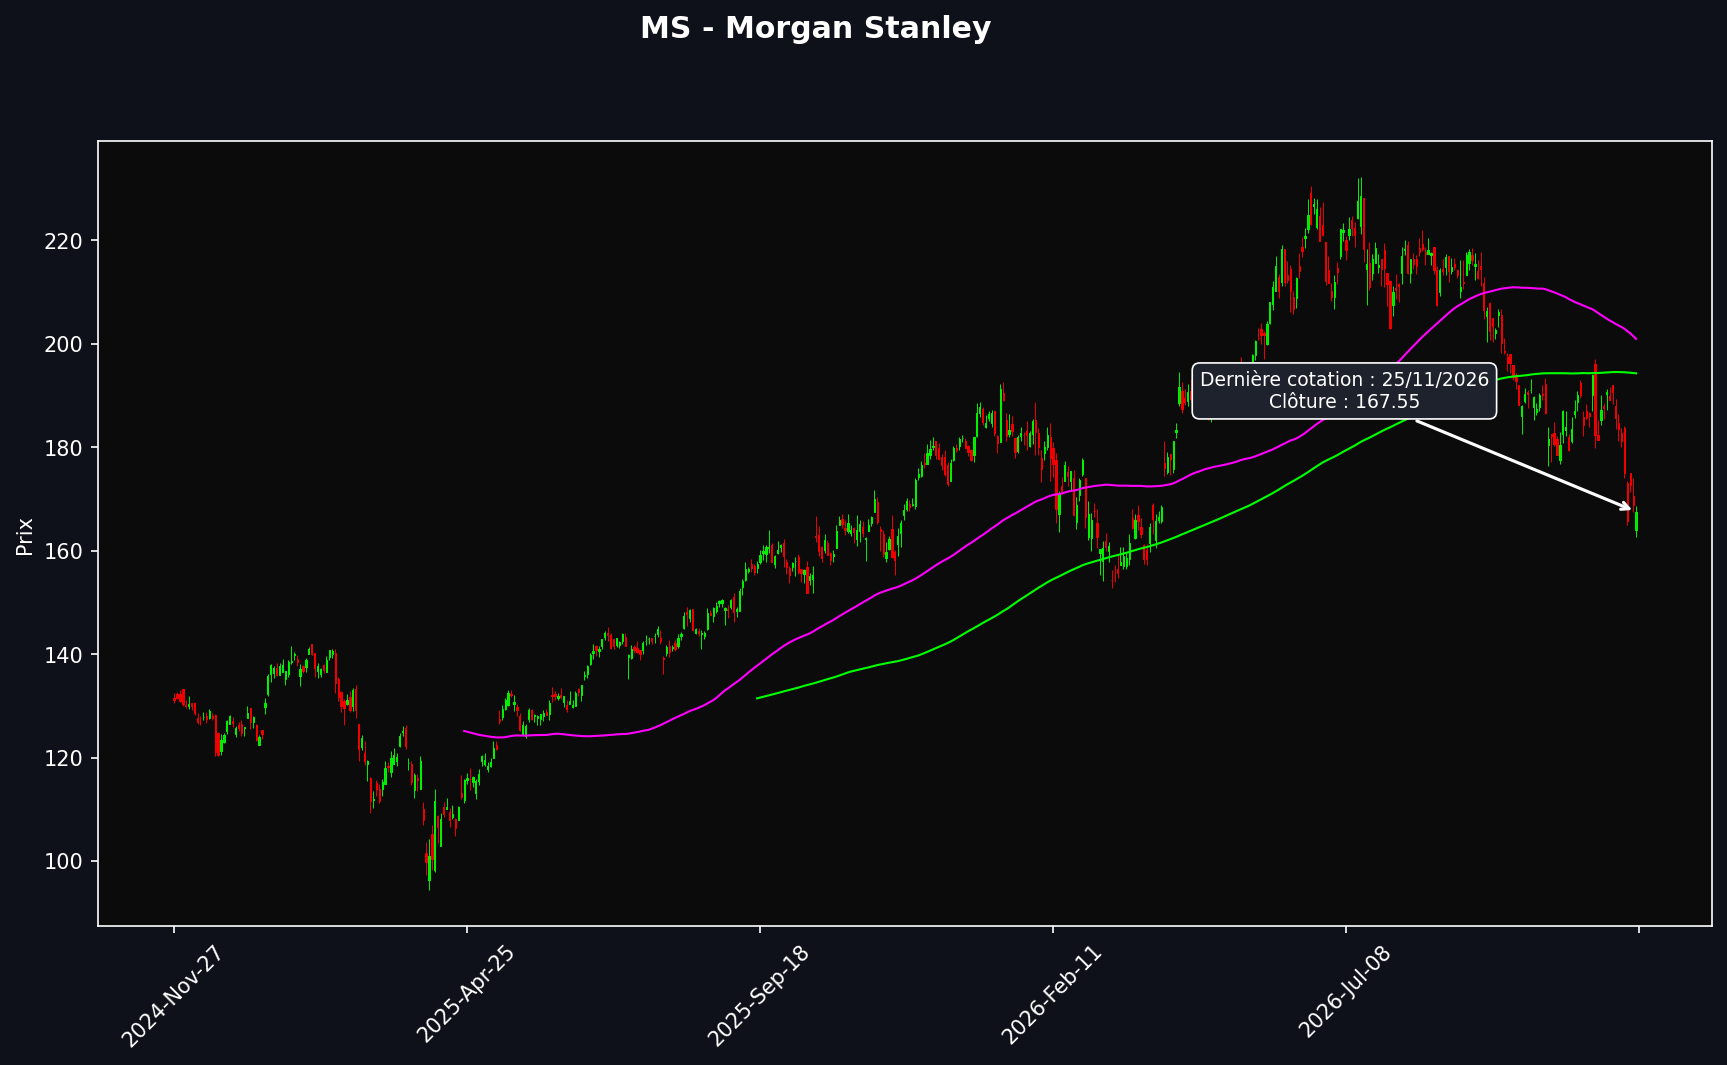 MS - Morgan Stanley
Prix
220
200
180
160
140
120
100
Dernière cotation : 25/11/2026
Clôture : 167.55
2024-Nov-27
2025-Apr-25
2025-Sep-18
2026-Feb-11
2026-Jul-08